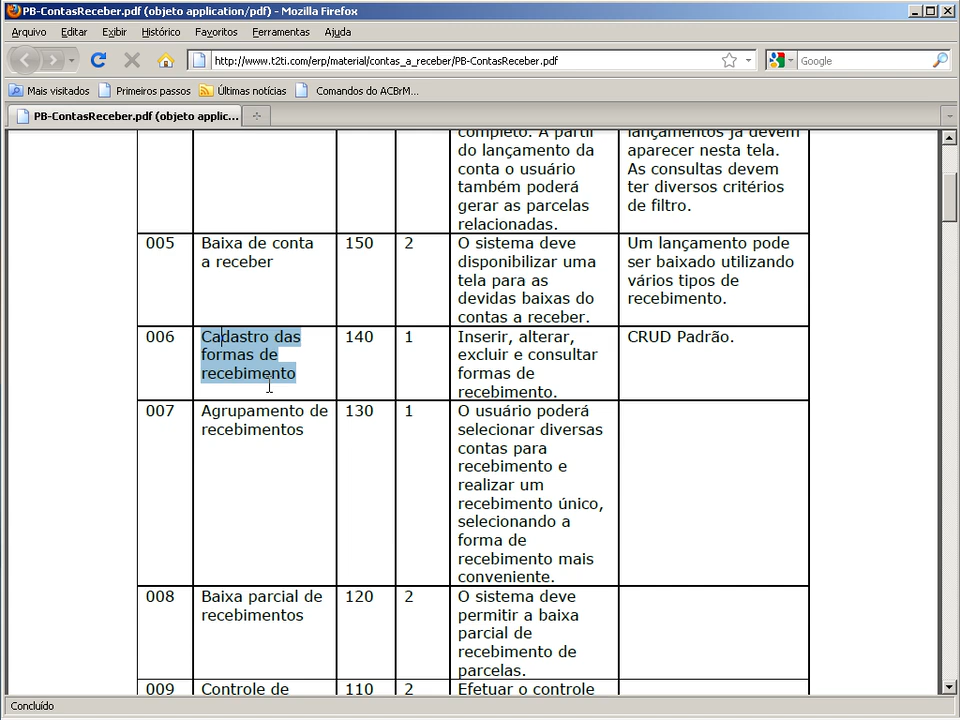 PB-ContasReceber.pdf (objeto application/pdf) - Mozilla Firefox
Arquivo Editar Exibir Histórico Favoritos Ferramentas Ajuda
http://www.t2ti.com/erp/material/contas_a_receber/PB-ContasReceber.pdf
Google
Mais visitados Primeiros passos Últimas notícias Comandos do ACBrM...
PB-ContasReceber.pdf (objeto applic...
completo. A partir
do lançamento da
conta o usuário
também poderá
gerar as parcelas
relacionadas.
lançamentos já devem
aparecer nesta tela.
As consultas devem
ter diversos critérios
de filtro.
005
Baixa de conta
a receber
150
2
O sistema deve
disponibilizar uma
tela para as
devidas baixas do
contas a receber.
Um lançamento pode
ser baixado utilizando
vários tipos de
recebimento.
006
Cadastro das
formas de
recebimento
140
1
Inserir, alterar,
excluir e consultar
formas de
recebimento.
CRUD Padrão.
007
Agrupamento de
recebimentos
130
1
O usuário poderá
selecionar diversas
contas para
recebimento e
realizar um
recebimento único,
selecionando a
forma de
recebimento mais
conveniente.
008
Baixa parcial de
recebimentos
120
2
O sistema deve
permitir a baixa
parcial de
recebimento de
parcelas.
009
Controle de
110
2
Efetuar o controle
Concluído